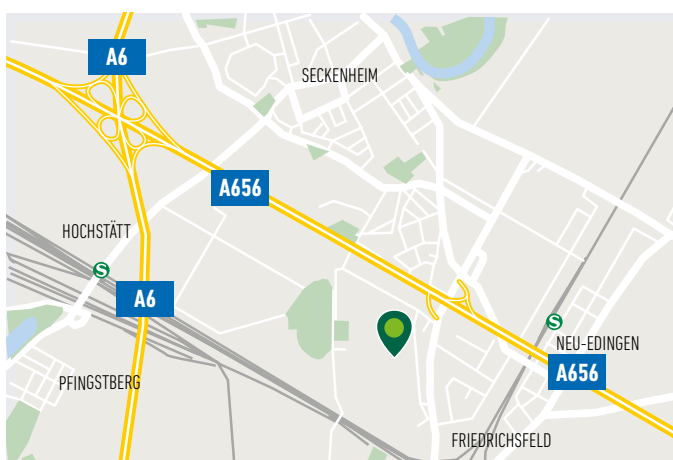 A6
SECKENHEIM
A656
HOCHSTÄTT
S
A6
S
NEU-EDINGEN
A656
PFINGSTBERG
FRIEDRICHSFELD